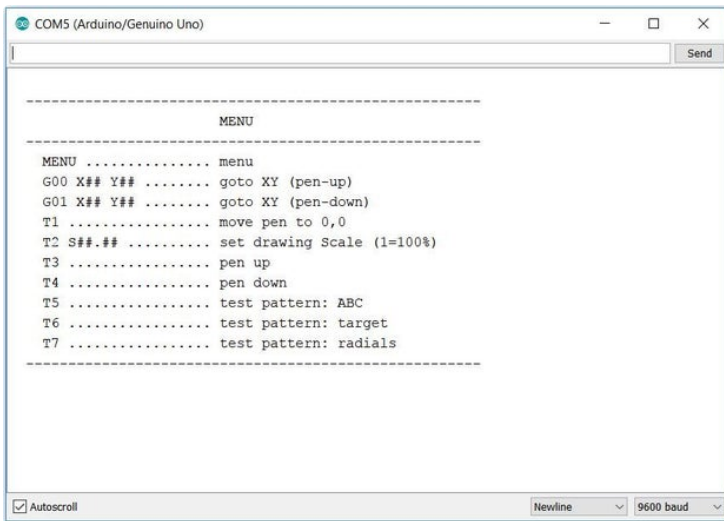 COM5 (Arduino/Genuino Uno)
Send
------------------------------------------------------
MENU
------------------------------------------------------
MENU ............... menu
G00 X## Y## ........ goto XY (pen-up)
G01 X## Y## ........ goto XY (pen-down)
T1 ................. move pen to 0,0
T2 S##.## .......... set drawing Scale (1=100%)
T3 ................. pen up
T4 ................. pen down
T5 ................. test pattern: ABC
T6 ................. test pattern: target
T7 ................. test pattern: radials
------------------------------------------------------
Autoscroll Newline 9600 baud